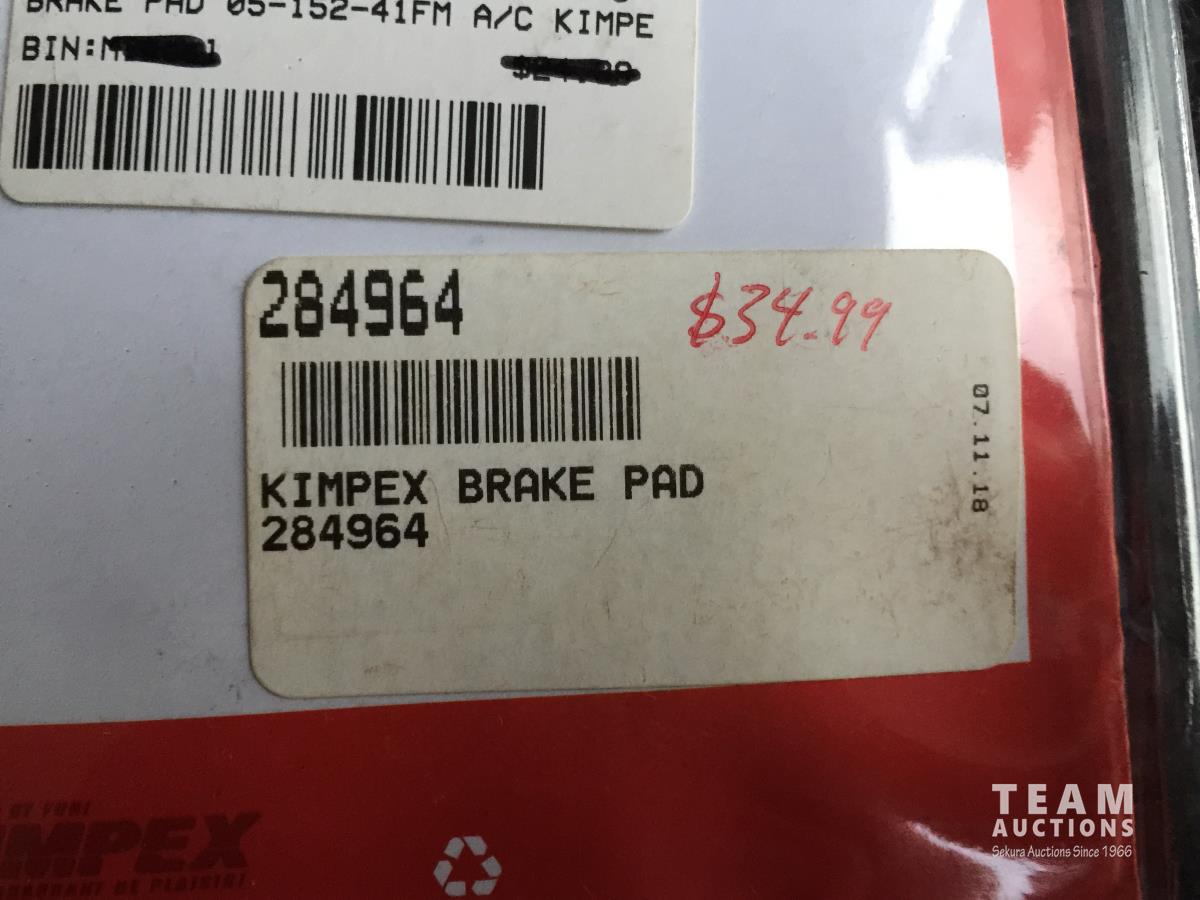 BRAKE PAD 05-152-41FM A/C KIMPE
BIN:M
284964
$34.99
07.11.18
KIMPEX BRAKE PAD
284964
TEAM
AUCTIONS
Sekura Auctions Since 1966